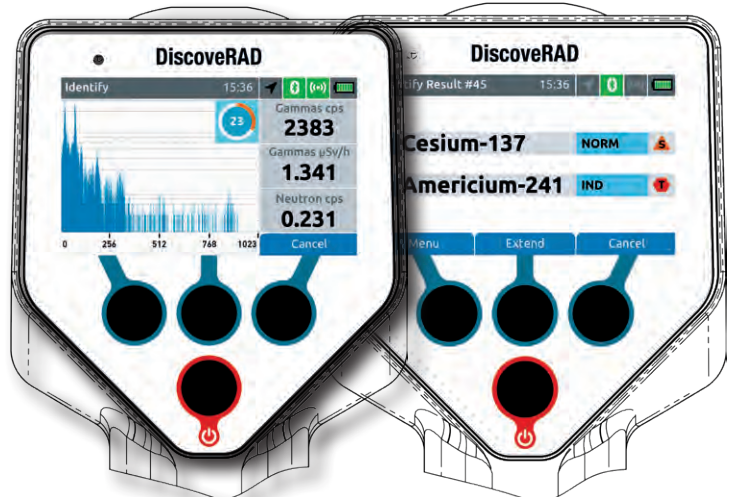 DiscoveRAD
Identify 15:36
23
Gammas cps
2383
Gammas µSv/h
1.341
Neutron cps
0.231
0 256 512 768 1023
Cancel
DiscoveRAD
tify Result #45 15:36
Cesium-137 NORM S
Americium-241 IND T
Menu Extend Cancel